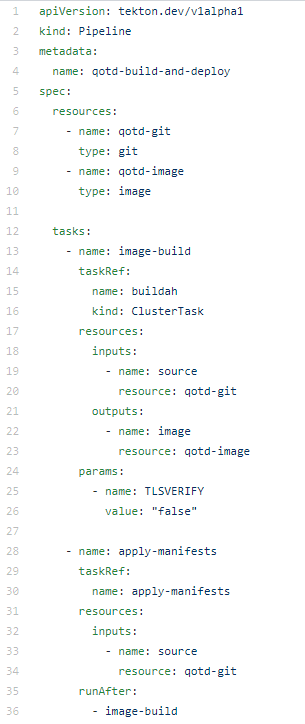 1 apiVersion: tekton.dev/v1alpha1
2 kind: Pipeline
3 metadata:
4   name: qotd-build-and-deploy
5 spec:
6   resources:
7     - name: qotd-git
8       type: git
9     - name: qotd-image
10       type: image
11
12   tasks:
13     - name: image-build
14       taskRef:
15         name: buildah
16         kind: ClusterTask
17       resources:
18         inputs:
19           - name: source
20             resource: qotd-git
21         outputs:
22           - name: image
23             resource: qotd-image
24       params:
25         - name: TLSVERIFY
26           value: "false"
27
28     - name: apply-manifests
29       taskRef:
30         name: apply-manifests
31       resources:
32         inputs:
33           - name: source
34             resource: qotd-git
35       runAfter:
36         - image-build